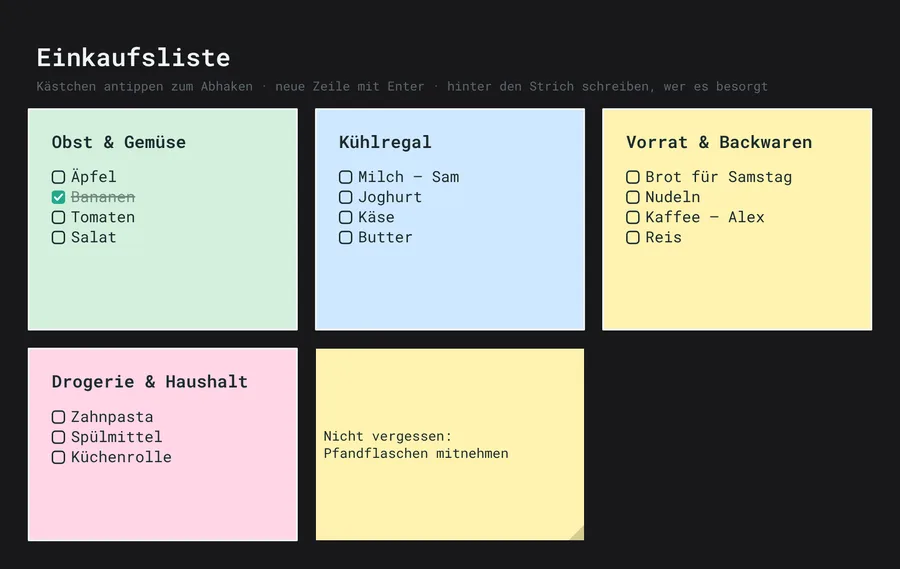 Einkaufsliste
Kästchen antippen zum Abhaken · neue Zeile mit Enter · hinter den Strich schreiben, wer es besorgt
Obst & Gemüse
Äpfel
Bananen
Tomaten
Salat
Kühlregal
Milch – Sam
Joghurt
Käse
Butter
Vorrat & Backwaren
Brot für Samstag
Nudeln
Kaffee – Alex
Reis
Drogerie & Haushalt
Zahnpasta
Spülmittel
Küchenrolle
Nicht vergessen:
Pfandflaschen mitnehmen